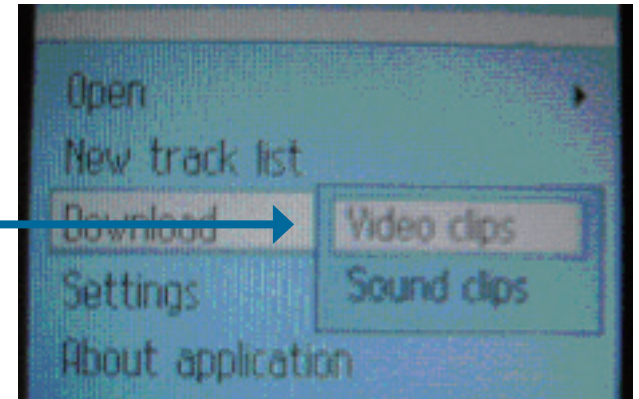 Open
New track list
Download
Video clips
Settings
Sound clips
About application